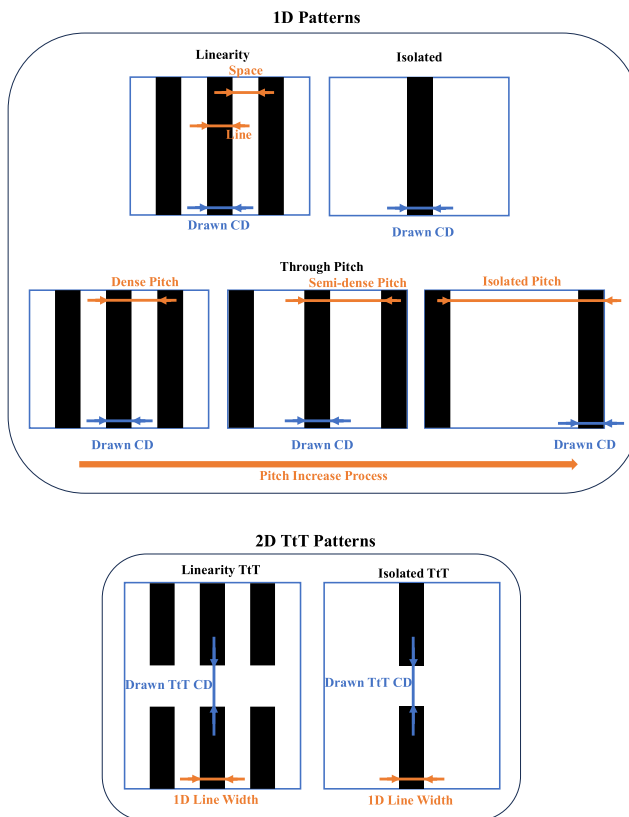 1D Patterns
Linearity
Isolated
Space
Line
Drawn CD
Drawn CD
Through Pitch
Dense Pitch
Semi-dense Pitch
Isolated Pitch
Drawn CD
Drawn CD
Drawn CD
Pitch Increase Process
2D TtT Patterns
Linearity TtT
Isolated TtT
Drawn TtT CD
Drawn TtT CD
1D Line Width
1D Line Width